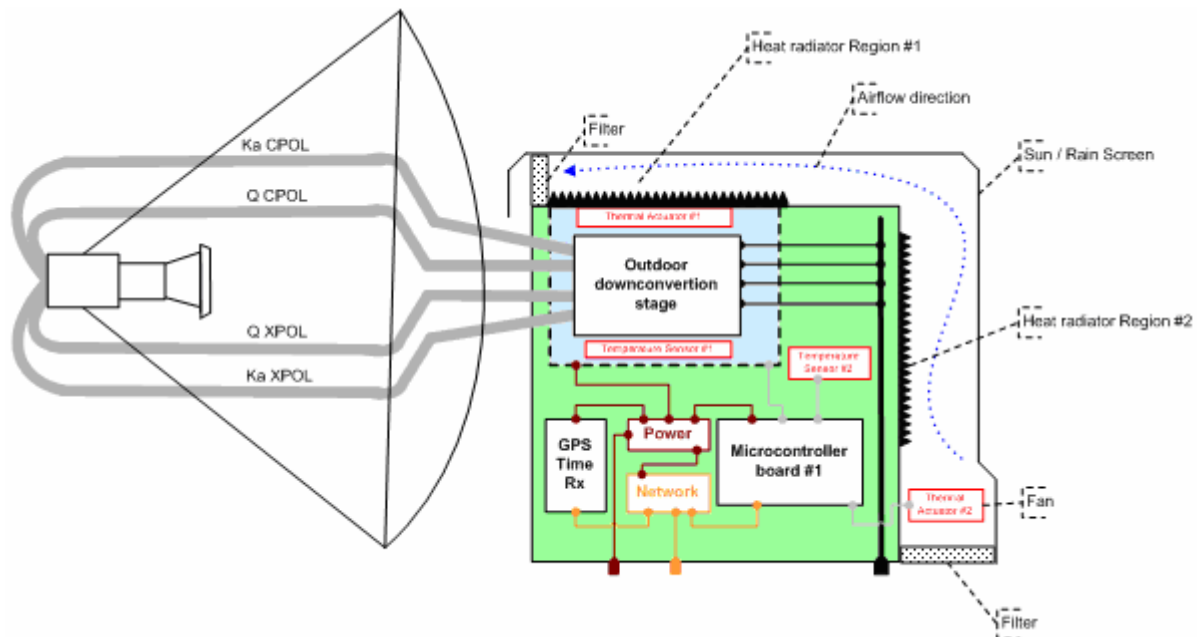 Heat radiator Region #1
Airflow direction
Filter
Sun / Rain Screen
Ka CPOL
Q CPOL
Thermal Actuator #1
Outdoor
downconvertion
stage
Heat radiator Region #2
Q XPOL
Temperature Sensor #1
Temperature
Sensor #2
Ka XPOL
GPS
Time
Rx
Power
Microcontroller
board #1
Network
Thermal
Actuator #2
Fan
Filter